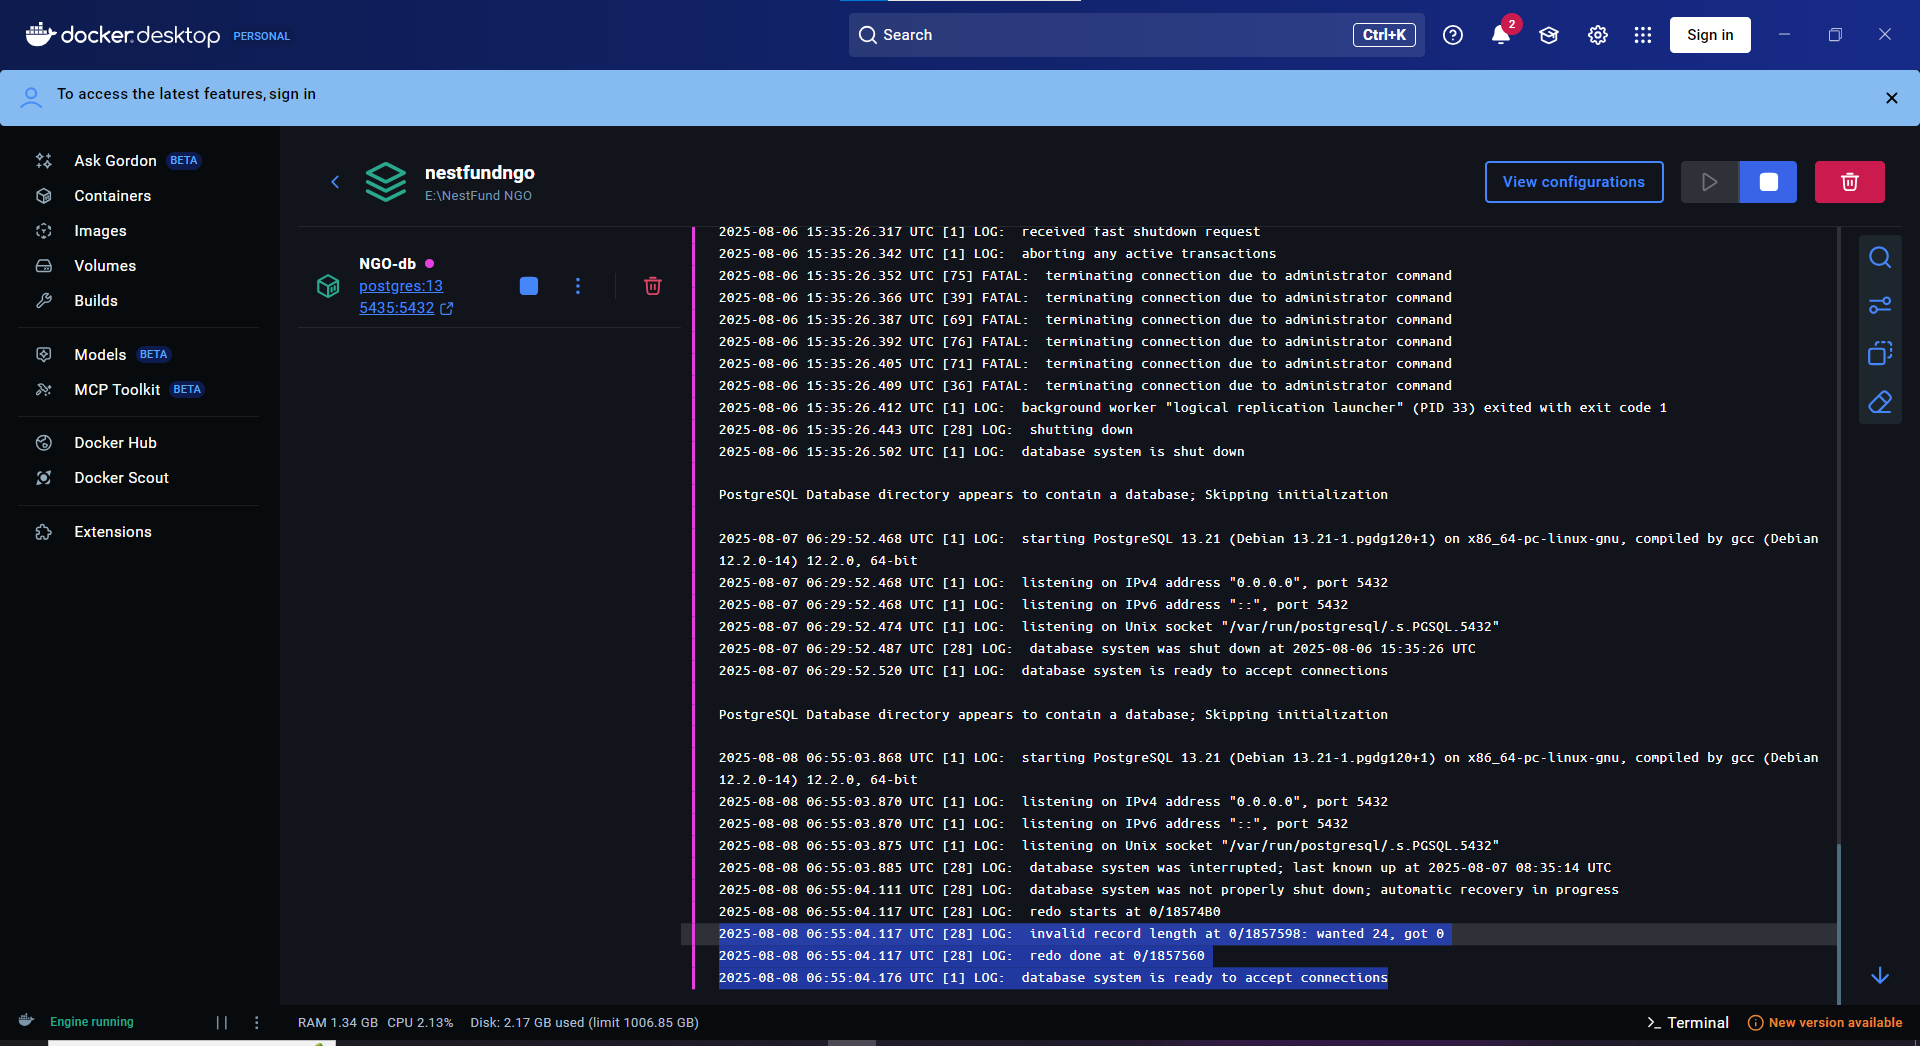 docker.desktop PERSONAL
Search
Ctrl+K
2
Sign in
To access the latest features, sign in
Ask Gordon BETA
Containers
Images
Volumes
Builds
Models BETA
MCP Toolkit BETA
Docker Hub
Docker Scout
Extensions
nestfundngo
E:\NestFund NGO
View configurations
NGO-db
postgres:13
5435:5432
2025-08-06 15:35:26.317 UTC [1] LOG:  received fast shutdown request
2025-08-06 15:35:26.342 UTC [1] LOG:  aborting any active transactions
2025-08-06 15:35:26.352 UTC [75] FATAL:  terminating connection due to administrator command
2025-08-06 15:35:26.366 UTC [39] FATAL:  terminating connection due to administrator command
2025-08-06 15:35:26.387 UTC [69] FATAL:  terminating connection due to administrator command
2025-08-06 15:35:26.392 UTC [76] FATAL:  terminating connection due to administrator command
2025-08-06 15:35:26.405 UTC [71] FATAL:  terminating connection due to administrator command
2025-08-06 15:35:26.409 UTC [36] FATAL:  terminating connection due to administrator command
2025-08-06 15:35:26.412 UTC [1] LOG:  background worker "logical replication launcher" (PID 33) exited with exit code 1
2025-08-06 15:35:26.443 UTC [28] LOG:  shutting down
2025-08-06 15:35:26.502 UTC [1] LOG:  database system is shut down
PostgreSQL Database directory appears to contain a database; Skipping initialization
2025-08-07 06:29:52.468 UTC [1] LOG:  starting PostgreSQL 13.21 (Debian 13.21-1.pgdg120+1) on x86_64-pc-linux-gnu, compiled by gcc (Debian
12.2.0-14) 12.2.0, 64-bit
2025-08-07 06:29:52.468 UTC [1] LOG:  listening on IPv4 address "0.0.0.0", port 5432
2025-08-07 06:29:52.468 UTC [1] LOG:  listening on IPv6 address "::", port 5432
2025-08-07 06:29:52.474 UTC [1] LOG:  listening on Unix socket "/var/run/postgresql/.s.PGSQL.5432"
2025-08-07 06:29:52.487 UTC [28] LOG:  database system was shut down at 2025-08-06 15:35:26 UTC
2025-08-07 06:29:52.520 UTC [1] LOG:  database system is ready to accept connections
PostgreSQL Database directory appears to contain a database; Skipping initialization
2025-08-08 06:55:03.868 UTC [1] LOG:  starting PostgreSQL 13.21 (Debian 13.21-1.pgdg120+1) on x86_64-pc-linux-gnu, compiled by gcc (Debian
12.2.0-14) 12.2.0, 64-bit
2025-08-08 06:55:03.870 UTC [1] LOG:  listening on IPv4 address "0.0.0.0", port 5432
2025-08-08 06:55:03.870 UTC [1] LOG:  listening on IPv6 address "::", port 5432
2025-08-08 06:55:03.875 UTC [1] LOG:  listening on Unix socket "/var/run/postgresql/.s.PGSQL.5432"
2025-08-08 06:55:03.885 UTC [28] LOG:  database system was interrupted; last known up at 2025-08-07 08:35:14 UTC
2025-08-08 06:55:04.111 UTC [28] LOG:  database system was not properly shut down; automatic recovery in progress
2025-08-08 06:55:04.117 UTC [28] LOG:  redo starts at 0/18574B0
2025-08-08 06:55:04.117 UTC [28] LOG:  invalid record length at 0/1857598: wanted 24, got 0
2025-08-08 06:55:04.117 UTC [28] LOG:  redo done at 0/1857560
2025-08-08 06:55:04.176 UTC [1] LOG:  database system is ready to accept connections
Engine running
RAM 1.34 GB CPU 2.13% Disk: 2.17 GB used (limit 1006.85 GB)
Terminal
New version available